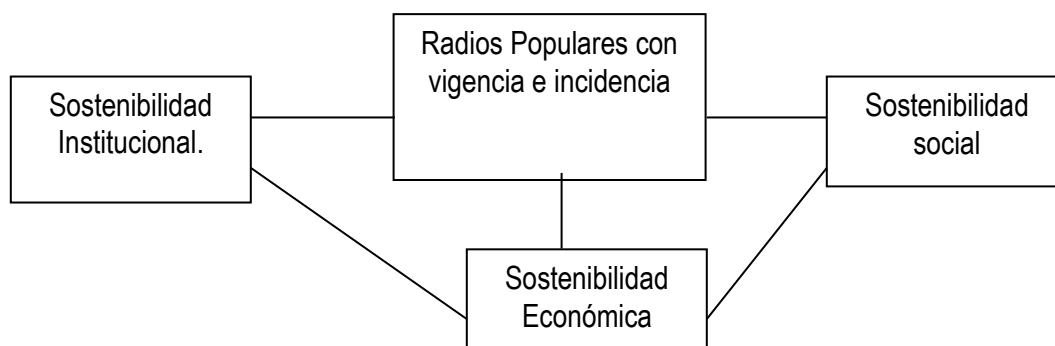 Radios Populares con
vigencia e incidencia
Sostenibilidad
Institucional.
Sostenibilidad
social
Sostenibilidad
Económica